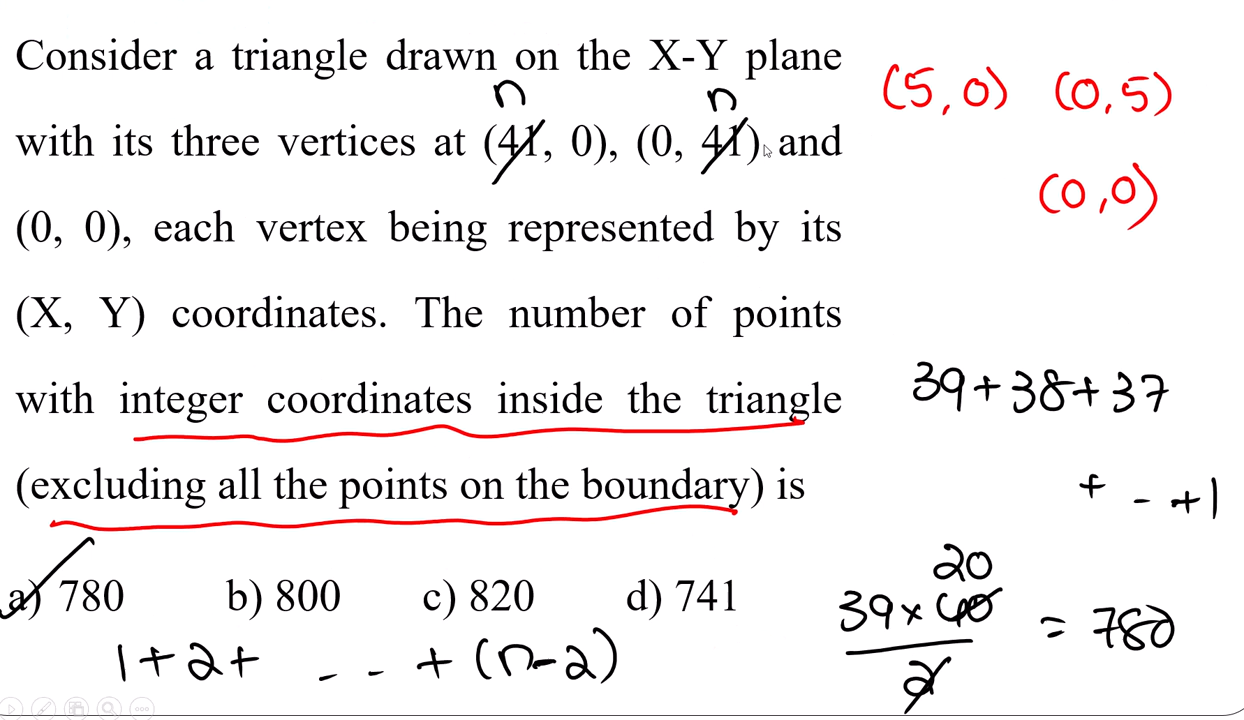 Consider a triangle drawn on the X-Y plane
n n
with its three vertices at (41, 0), (0, 41) and
(0, 0), each vertex being represented by its
(X, Y) coordinates. The number of points
with integer coordinates inside the triangle
(excluding all the points on the boundary) is
a) 780 b) 800 c) 820 d) 741
1+2+ - - + (n-2)
(5,0) (0,5)
(0,0)
39+38+37
+ - +1
20
39×40
2
= 780